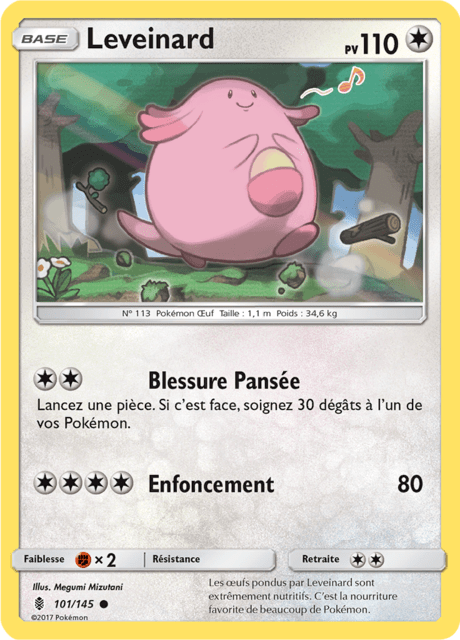 BASE Leveinard PV 110
N° 113 Pokémon Œuf Taille : 1,1 m Poids : 34,6 kg
Blessure Pansée
Lancez une pièce. Si c'est face, soignez 30 dégâts à l'un de
vos Pokémon.
Enfoncement 80
Faiblesse × 2 Résistance Retraite
Illus. Megumi Mizutani
101/145
©2017 Pokémon
Les œufs pondus par Leveinard sont
extrêmement nutritifs. C'est la nourriture
favorite de beaucoup de Pokémon.